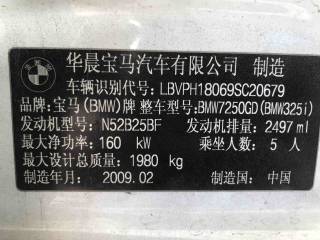 BMW
华晨宝马汽车有限公司 制造
车辆识别代号: LBVPH18069SC20679
品牌: 宝马(BMW)牌 整车型号: BMW7250GD(BMW325i)
发动机型号: N52B25BF 发动机排量: 2497 ml
最大净功率: 160 kW 乘坐人数: 5 人
最大设计总质量: 1980 kg
制造年月: 2009.02 制造国: 中国